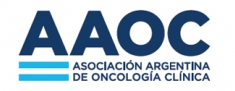 AAOC
ASOCIACIÓN ARGENTINA
DE ONCOLOGÍA CLÍNICA